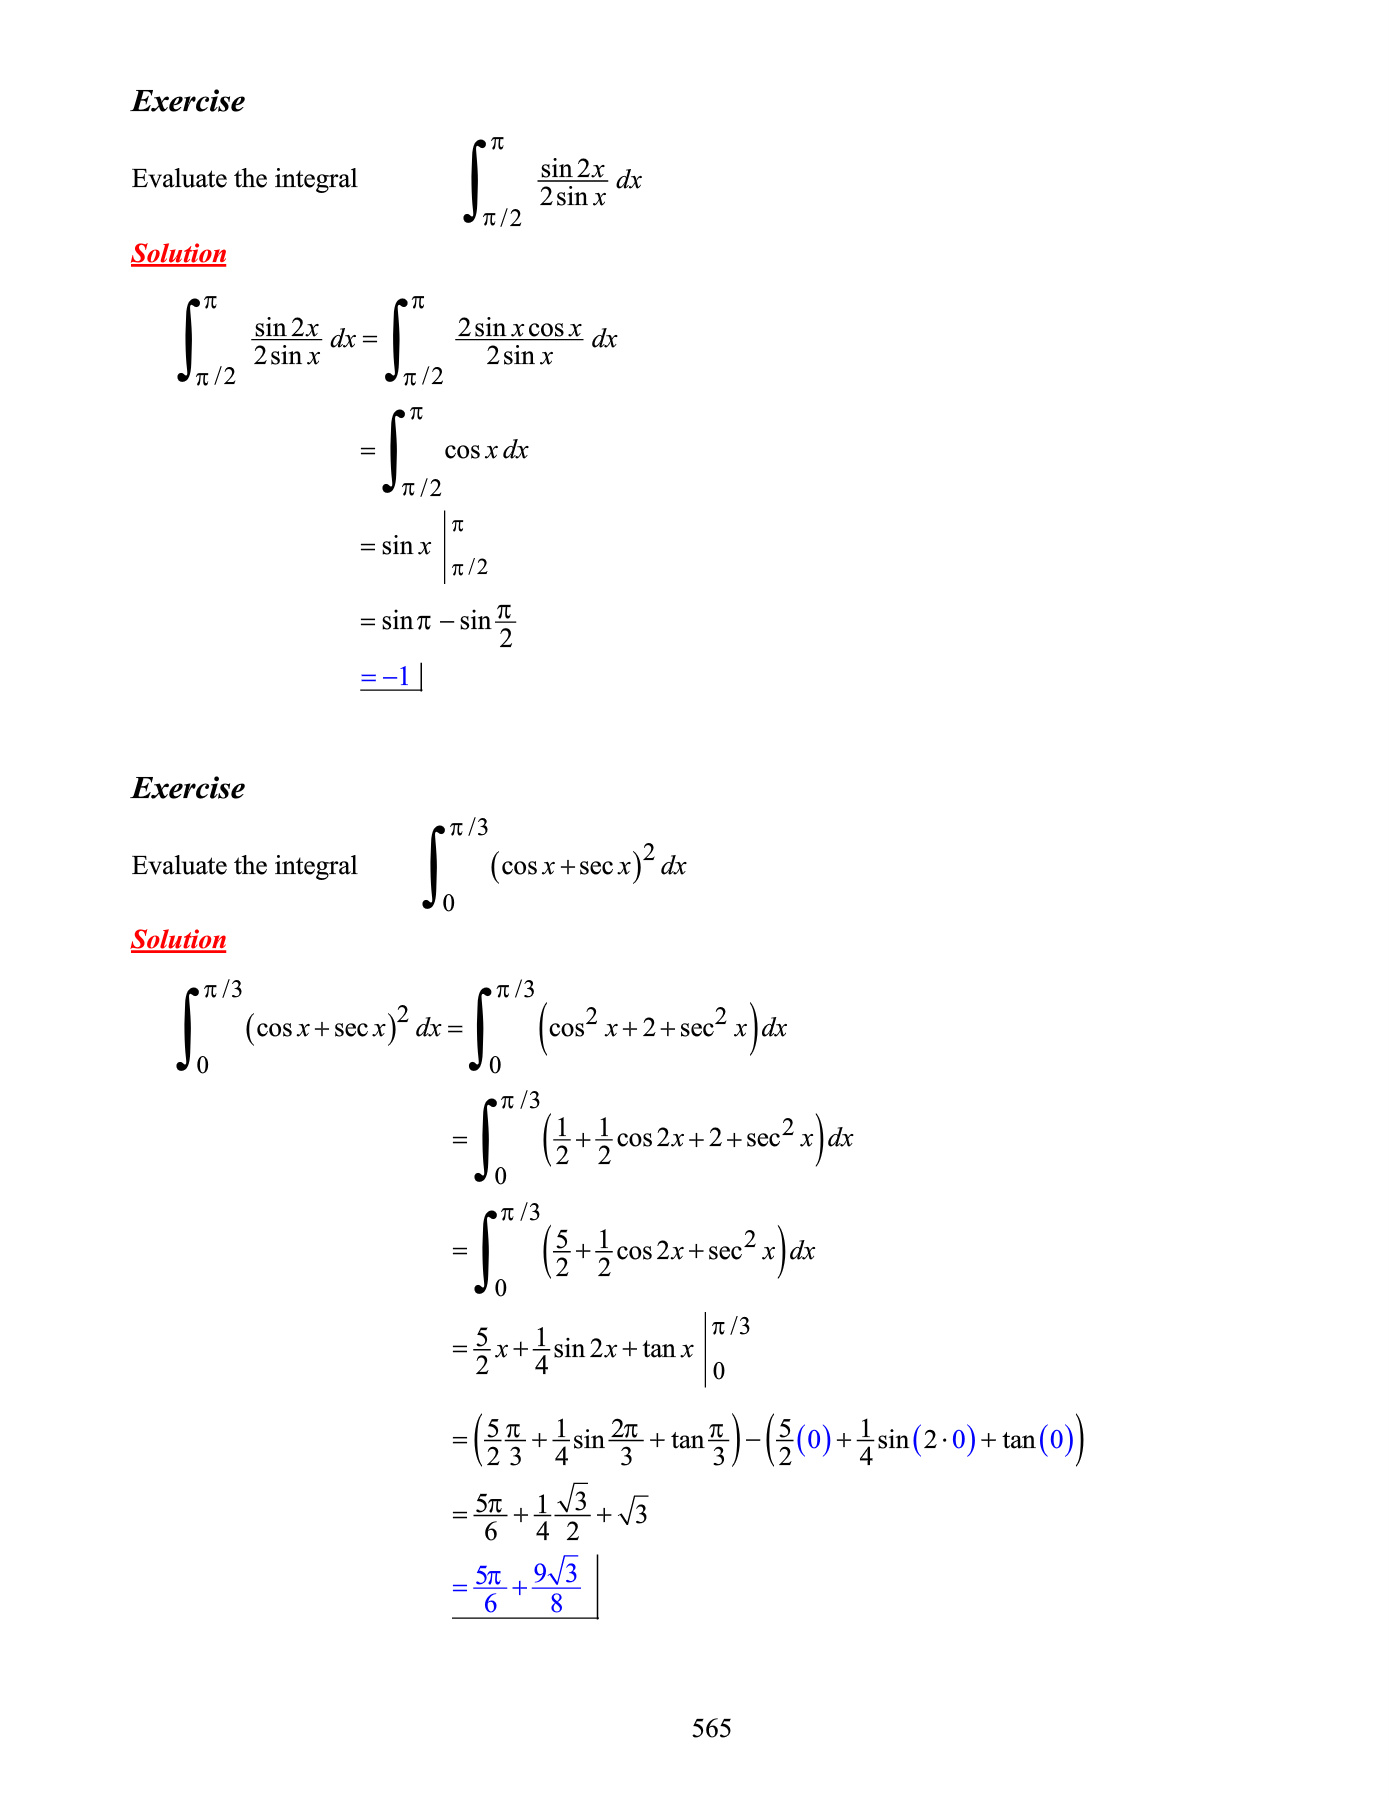 Exercise
Evaluate the integral $\int_{\pi/2}^{\pi} \frac{\sin 2x}{2\sin x}\,dx$
Solution
$\int_{\pi/2}^{\pi} \frac{\sin 2x}{2\sin x}\,dx = \int_{\pi/2}^{\pi} \frac{2\sin x\cos x}{2\sin x}\,dx$
$= \int_{\pi/2}^{\pi} \cos x\,dx$
$= \sin x \Big|_{\pi/2}^{\pi}$
$= \sin\pi - \sin\frac{\pi}{2}$
$= -1$
Exercise
Evaluate the integral $\int_{0}^{\pi/3} (\cos x + \sec x)^2\,dx$
Solution
$\int_{0}^{\pi/3} (\cos x + \sec x)^2\,dx = \int_{0}^{\pi/3} \left(\cos^2 x + 2 + \sec^2 x\right)dx$
$= \int_{0}^{\pi/3} \left(\frac{1}{2} + \frac{1}{2}\cos 2x + 2 + \sec^2 x\right)dx$
$= \int_{0}^{\pi/3} \left(\frac{5}{2} + \frac{1}{2}\cos 2x + \sec^2 x\right)dx$
$= \frac{5}{2}x + \frac{1}{4}\sin 2x + \tan x \Big|_{0}^{\pi/3}$
$= \left(\frac{5}{2}\frac{\pi}{3} + \frac{1}{4}\sin\frac{2\pi}{3} + \tan\frac{\pi}{3}\right) - \left(\frac{5}{2}(0) + \frac{1}{4}\sin(2\cdot 0) + \tan(0)\right)$
$= \frac{5\pi}{6} + \frac{1}{4}\frac{\sqrt{3}}{2} + \sqrt{3}$
$= \frac{5\pi}{6} + \frac{9\sqrt{3}}{8}$
565